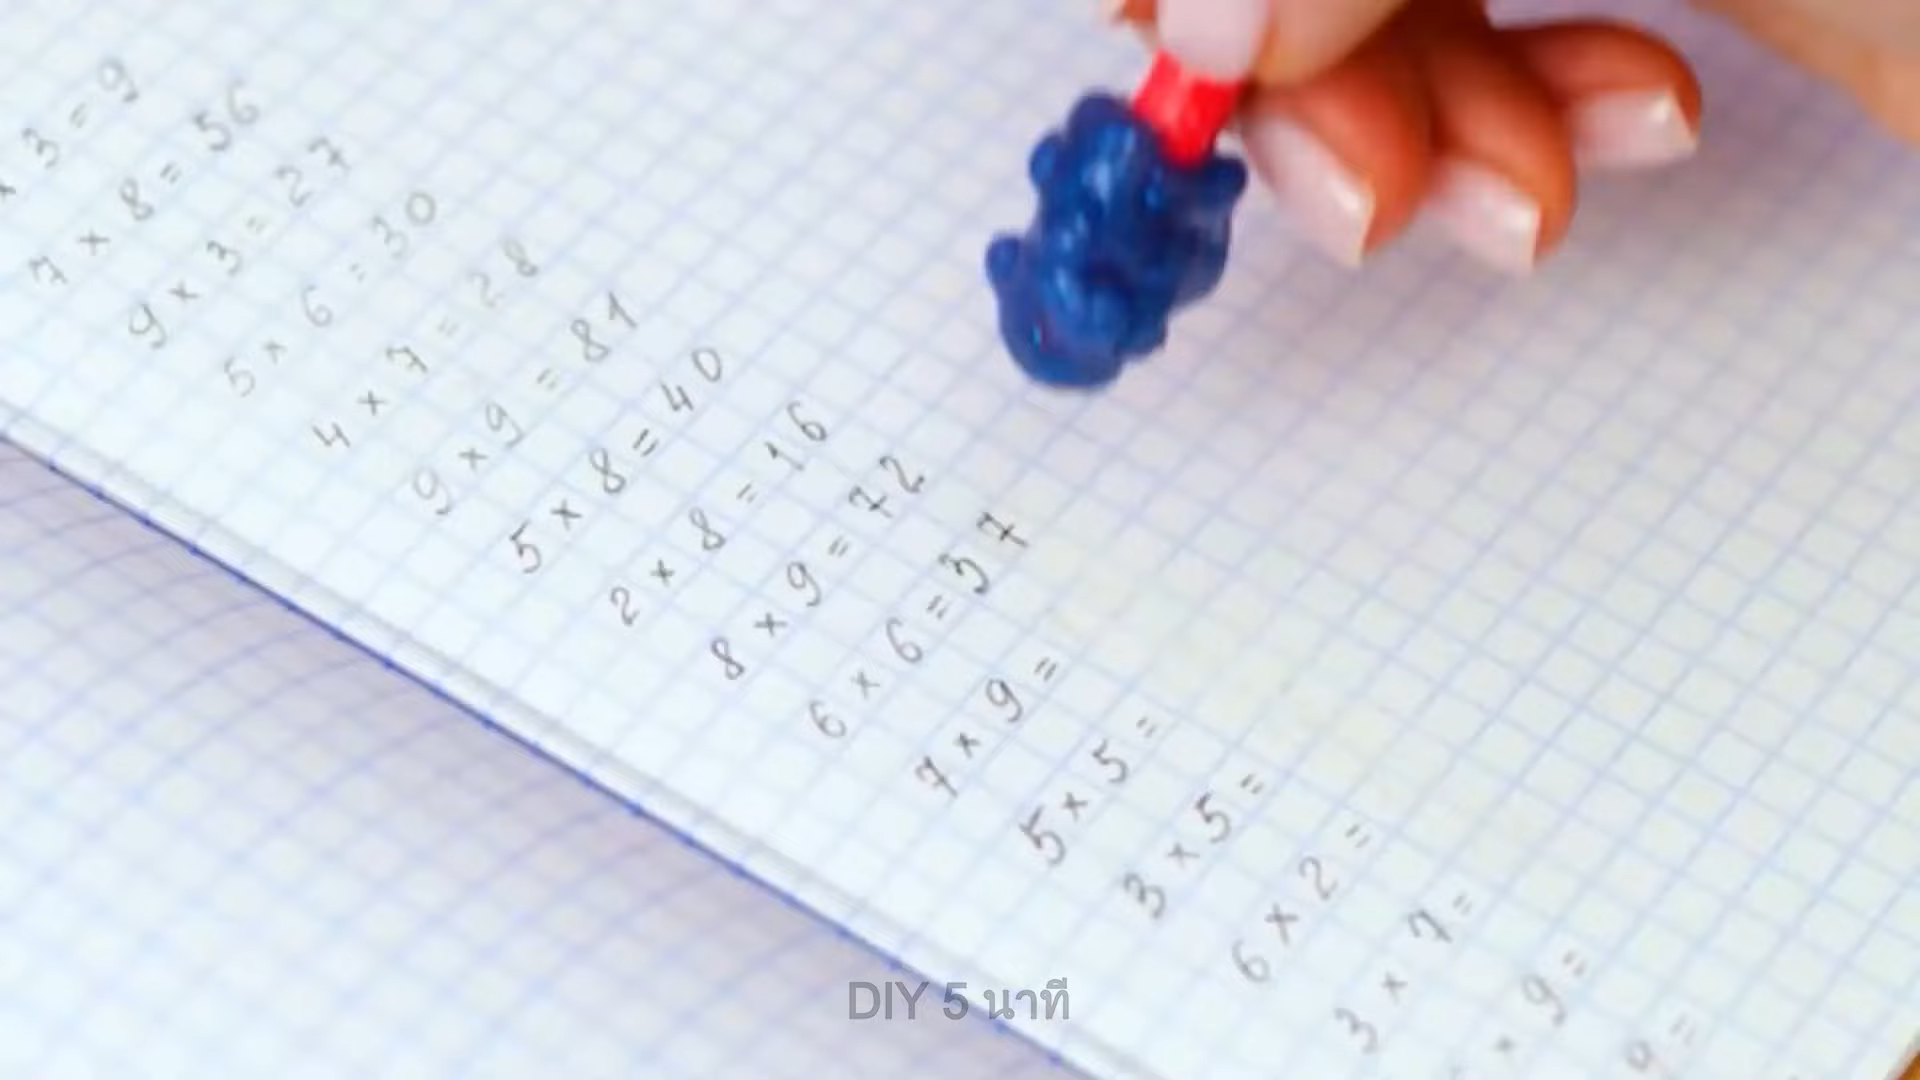 x 3 = 9
7 x 8 = 56
9 x 3 = 27
5 x 6 = 30
4 x 7 = 28
9 x 9 = 81
5 x 8 = 40
2 x 8 = 16
8 x 9 = 72
6 x 6 = 37
7 x 9 =
5 x 5 =
3 x 5 =
6 x 2 =
3 x 7 =
x 9 =
9 =
DIY 5 นาที